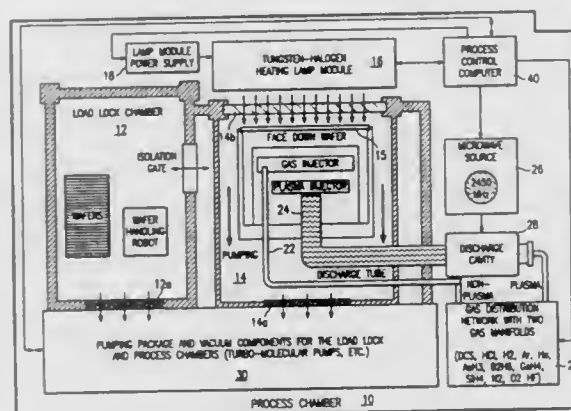 LAMP MODULE
POWER SUPPLY
18
TUNGSTEN-HALOGEN
HEATING LAMP MODULE
16
PROCESS
CONTROL
COMPUTER
40
LOAD LOCK CHAMBER
12
14b
FACE DOWN WAFER
15
ISOLATION
GATE
GAS INJECTOR
PLASMA INJECTOR
MICROWAVE
SOURCE
2450
MHz
26
WAFERS
WAFER
HANDLING
ROBOT
24
22
PUMPING
14
DISCHARGE TUBE
DISCHARGE
CAVITY
28
12a
14a
NON-
PLASMA
PLASMA
PUMPING PACKAGE AND VACUUM COMPONENTS FOR THE LOAD LOCK
AND PROCESS CHAMBERS (TURBO-MOLECULAR PUMPS, ETC.)
30
GAS DISTRIBUTION
NETWORK WITH TWO
GAS MANIFOLDS
(DCS, HCl, H2, Ar, He,
AsH3, B2H6, GeH4,
SiH4, N2, O2 HF)
PROCESS CHAMBER 10